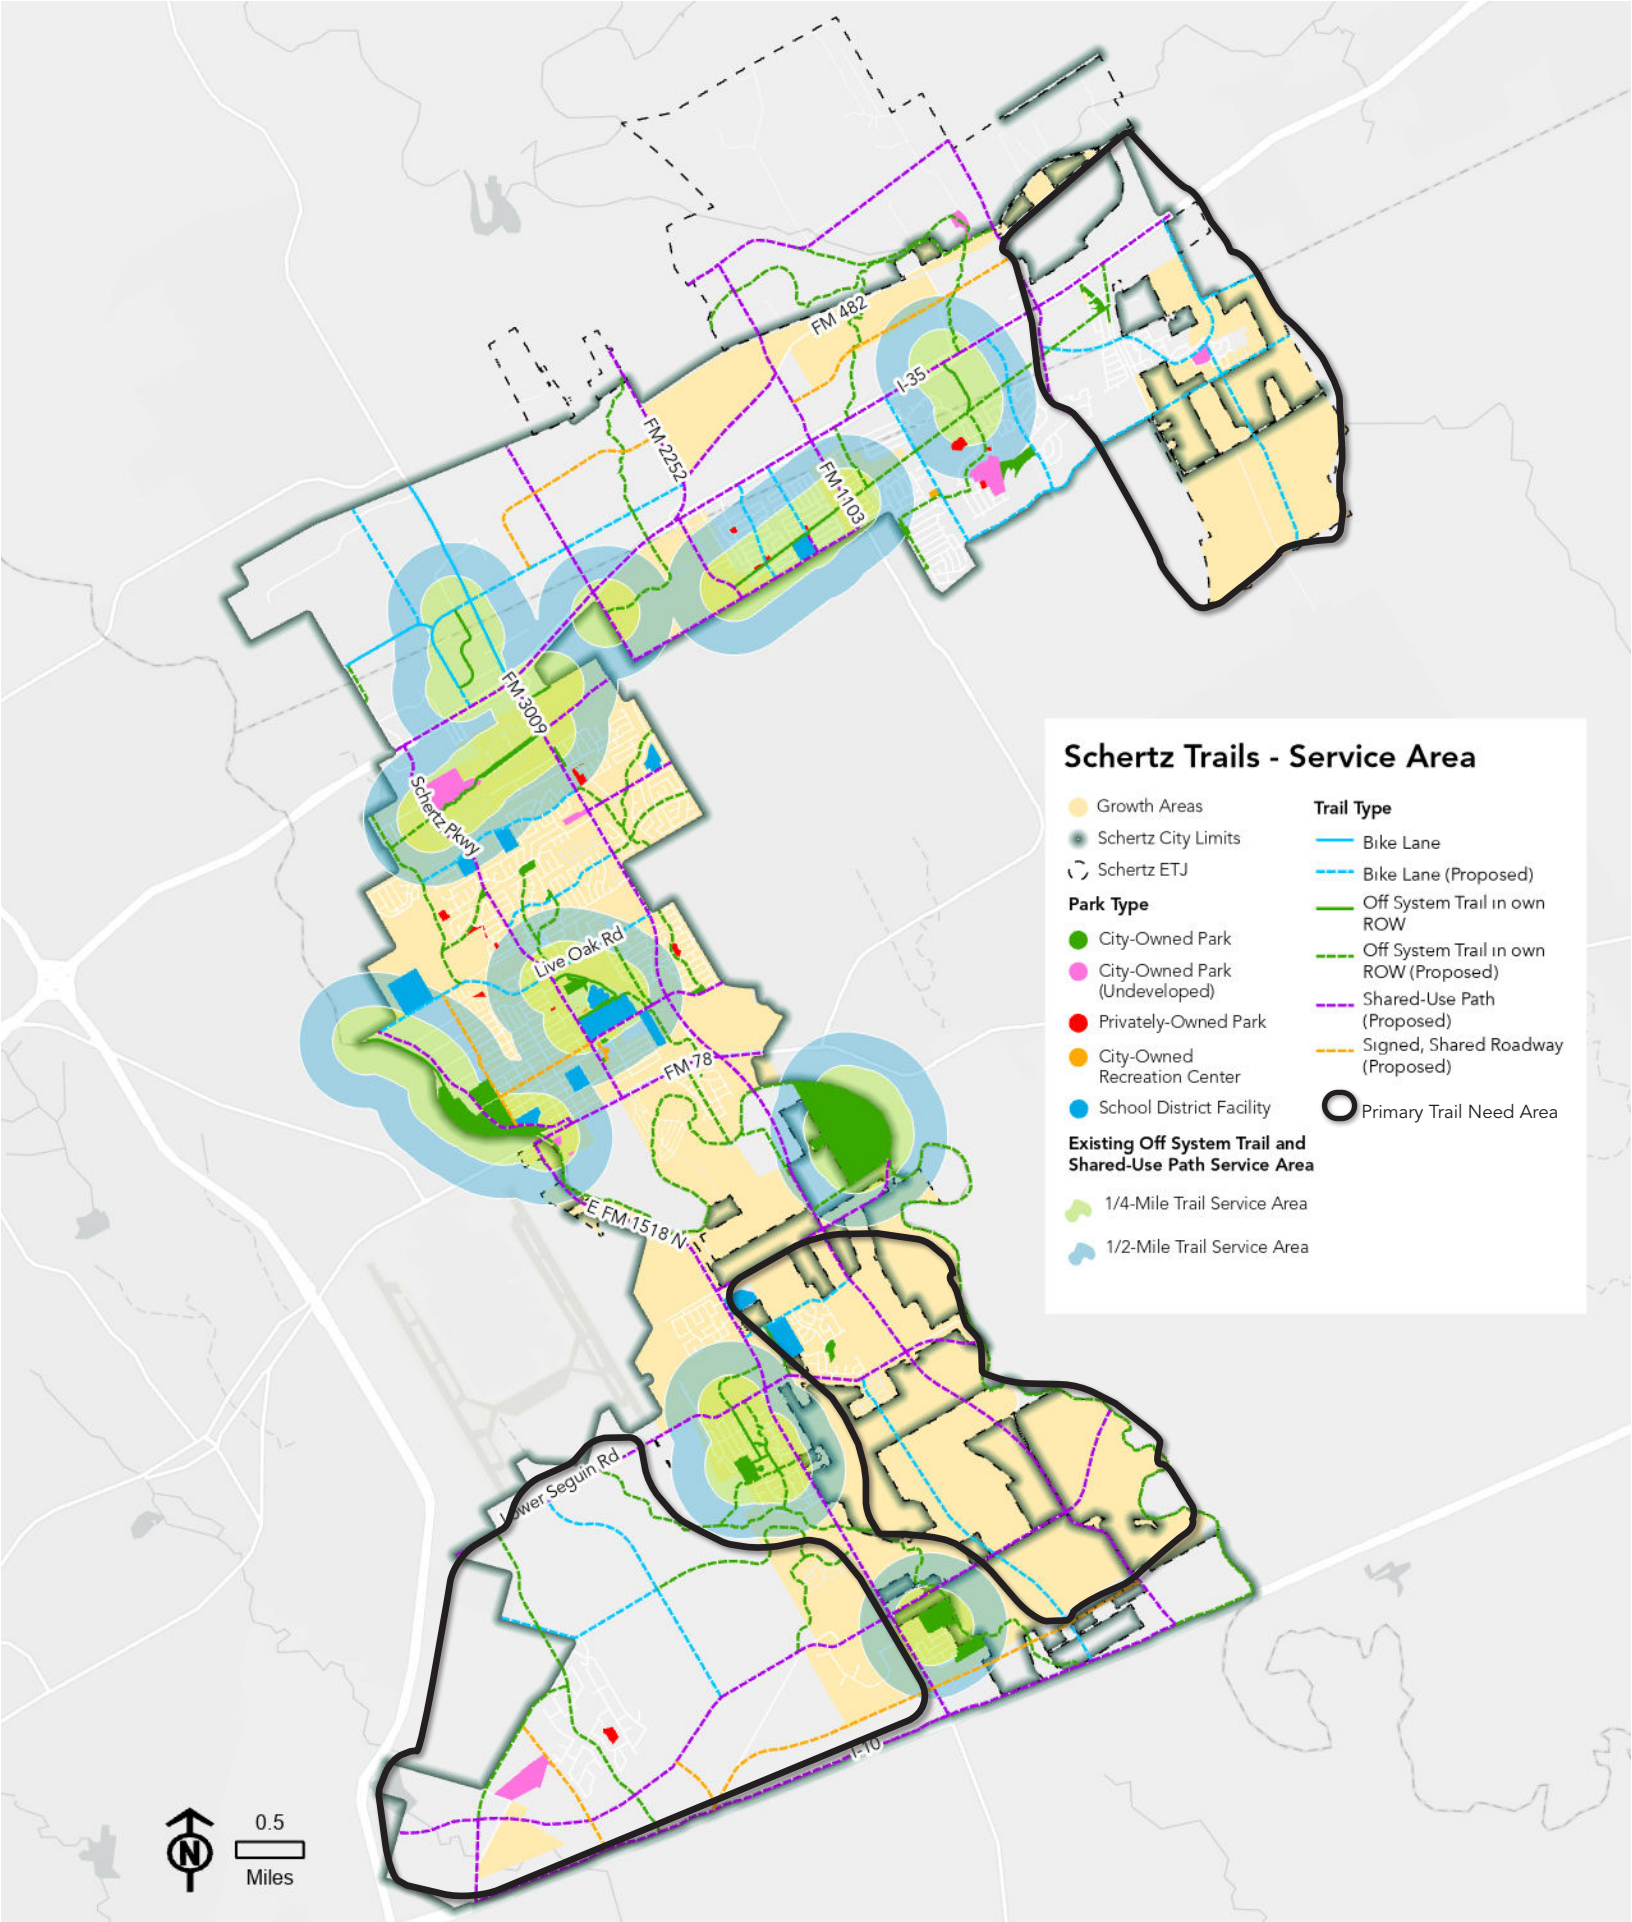 FM 482
I-35
FM 2252
FM 1103
FM 3009
Schertz Pkwy
Live Oak Rd
FM 78
E FM 1518 N
Lower Seguin Rd
I-10
Schertz Trails - Service Area
Growth Areas
Schertz City Limits
Schertz ETJ
Park Type
City-Owned Park
City-Owned Park
(Undeveloped)
Privately-Owned Park
City-Owned
Recreation Center
School District Facility
Existing Off System Trail and
Shared-Use Path Service Area
1/4-Mile Trail Service Area
1/2-Mile Trail Service Area
Trail Type
Bike Lane
Bike Lane (Proposed)
Off System Trail in own
ROW
Off System Trail in own
ROW (Proposed)
Shared-Use Path
(Proposed)
Signed, Shared Roadway
(Proposed)
Primary Trail Need Area
N
0.5
Miles